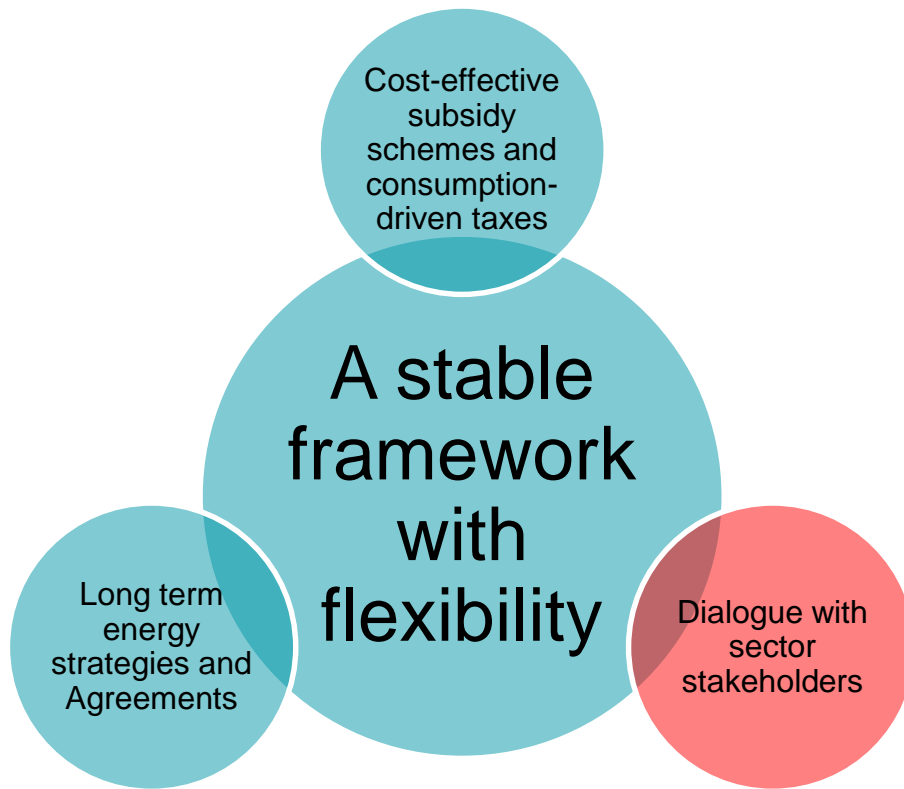 Cost-effective
subsidy
schemes and
consumption-
driven taxes
A stable
framework
with
flexibility
Long term
energy
strategies and
Agreements
Dialogue with
sector
stakeholders